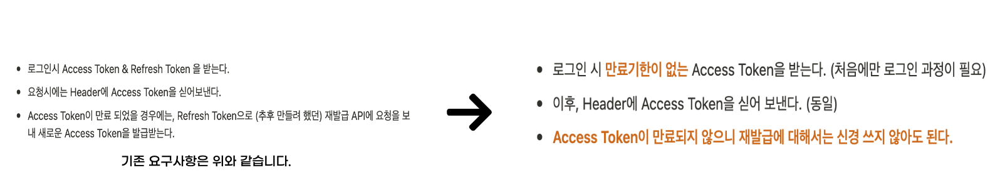 • 로그인시 Access Token & Refresh Token 을 받는다.
• 요청시에는 Header에 Access Token을 싣어보낸다.
• Access Token이 만료 되었을 경우에는, Refresh Token으로 (추후 만들려 했던) 재발급 API에 요청을 보
내 새로운 Access Token을 발급받는다.
기존 요구사항은 위와 같습니다.
• 로그인 시 만료기한이 없는 Access Token을 받는다. (처음에만 로그인 과정이 필요)
• 이후, Header에 Access Token을 싣어 보낸다. (동일)
• Access Token이 만료되지 않으니 재발급에 대해서는 신경 쓰지 않아도 된다.